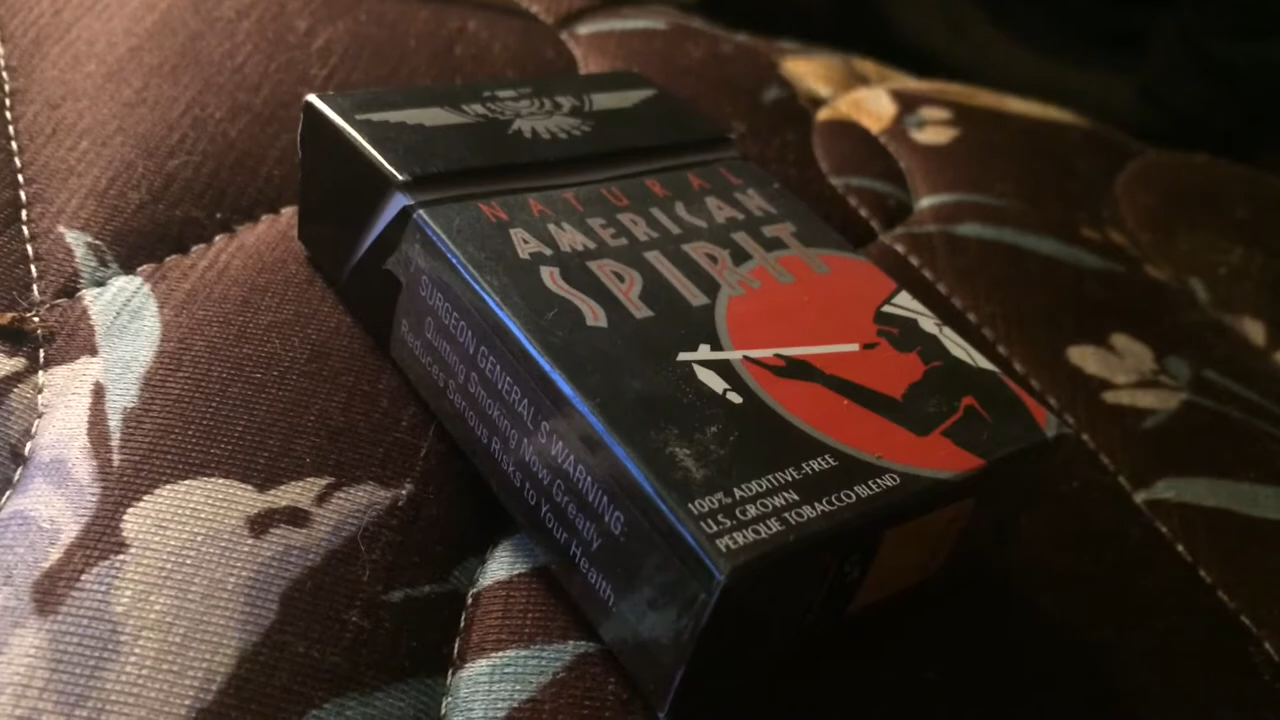 NATURAL
AMERICAN
SPIRIT
100% ADDITIVE-FREE
U.S. GROWN
PERIQUE TOBACCO BLEND
SURGEON GENERAL'S WARNING:
Quitting Smoking Now Greatly
Reduces Serious Risks to Your Health.